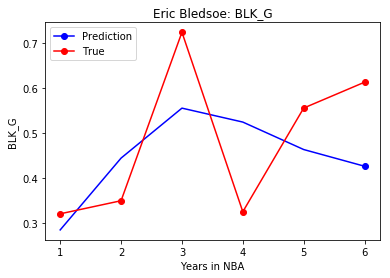 Eric Bledsoe: BLK_G
Prediction
True
BLK_G
0.7
0.6
0.5
0.4
0.3
1 2 3 4 5 6
Years in NBA